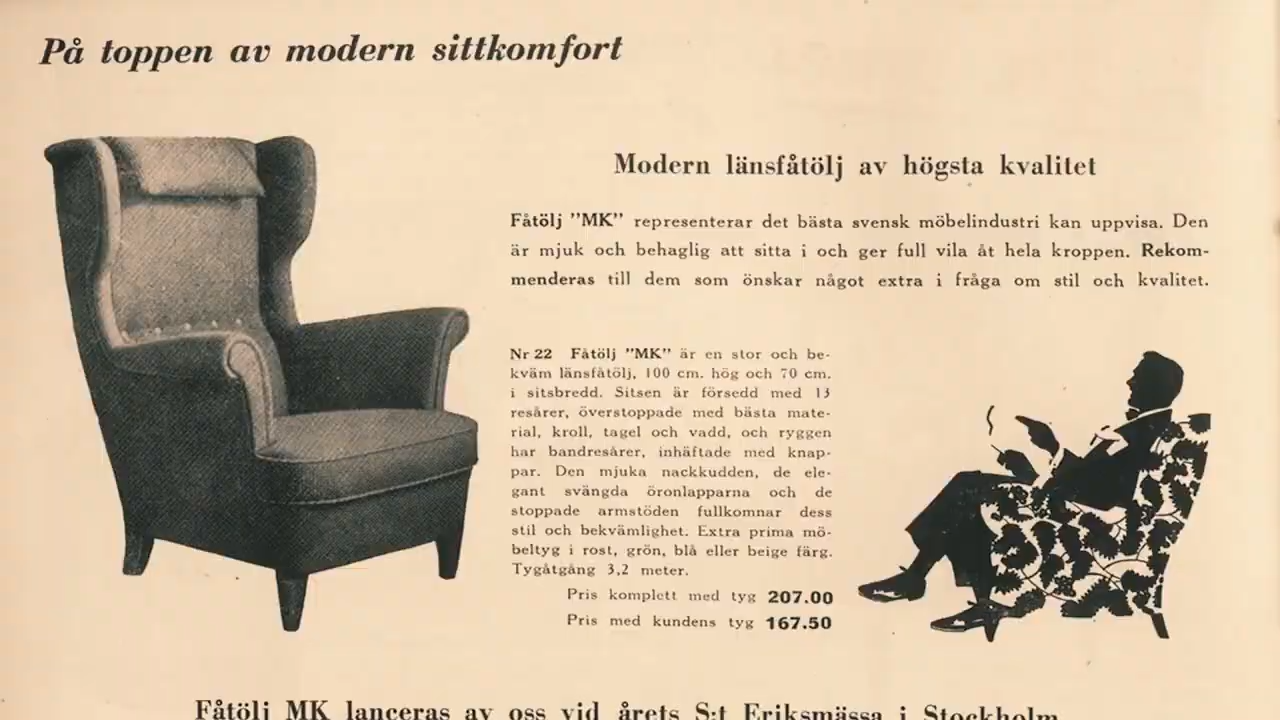 På toppen av modern sittkomfort
Modern länsfåtölj av högsta kvalitet
Fåtölj "MK" representerar det bästa svensk möbelindustri kan uppvisa. Den
är mjuk och behaglig att sitta i och ger full vila åt hela kroppen. Rekom-
menderas till dem som önskar något extra i fråga om stil och kvalitet.
Nr 22 Fåtölj "MK" är en stor och be-
kväm länsfåtölj, 100 cm. hög och 70 cm.
i sitsbredd. Sitsen är försedd med 13
resårer, överstoppade med bästa mate-
rial, kroll, tagel och vadd, och ryggen
har bandresårer, inhäftade med knap-
par. Den mjuka nackkudden, de ele-
gant svängda öronlapparna och de
stoppade armstöden fullkomnar dess
stil och bekvämlighet. Extra prima mö-
beltyg i rost, grön, blå eller beige färg.
Tygåtgång 3,2 meter.
Pris komplett med tyg 207.00
Pris med kundens tyg 167.50
Fåtölj MK lanceras av oss vid årets S:t Eriksmässa i Stockholm